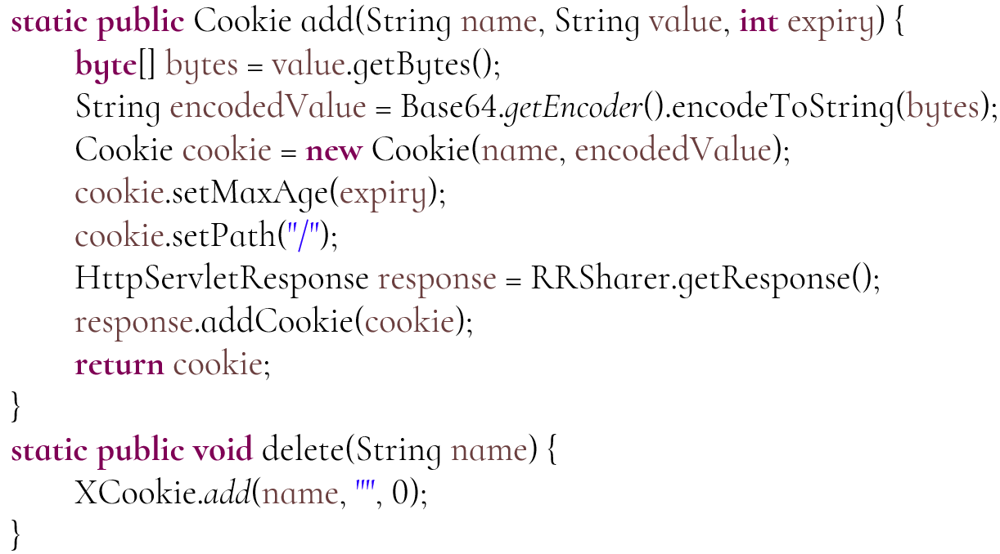 static public Cookie add(String name, String value, int expiry) {
byte[] bytes = value.getBytes();
String encodedValue = Base64.getEncoder().encodeToString(bytes);
Cookie cookie = new Cookie(name, encodedValue);
cookie.setMaxAge(expiry);
cookie.setPath("/");
HttpServletResponse response = RRSharer.getResponse();
response.addCookie(cookie);
return cookie;
}
static public void delete(String name) {
XCookie.add(name, "", 0);
}